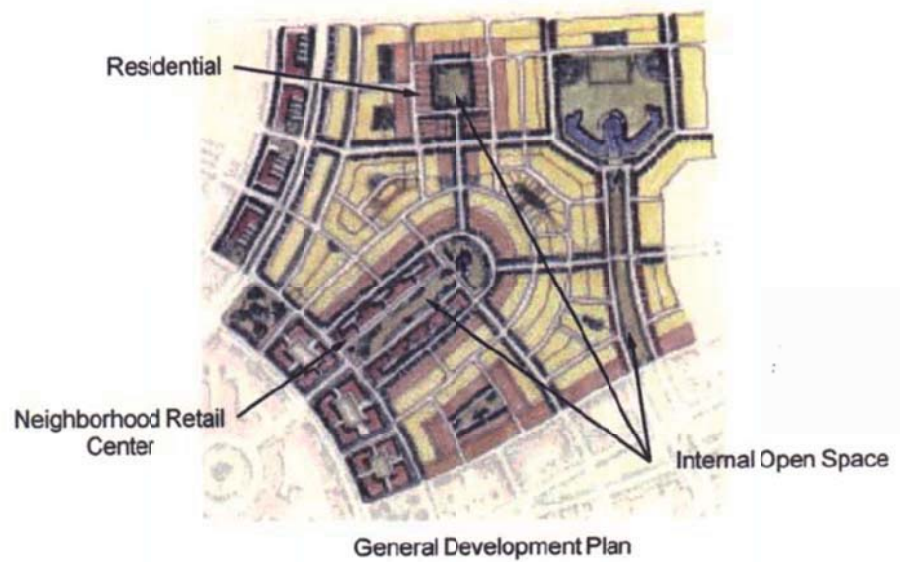 Residential
Neighborhood Retail
Center
Internal Open Space
General Development Plan